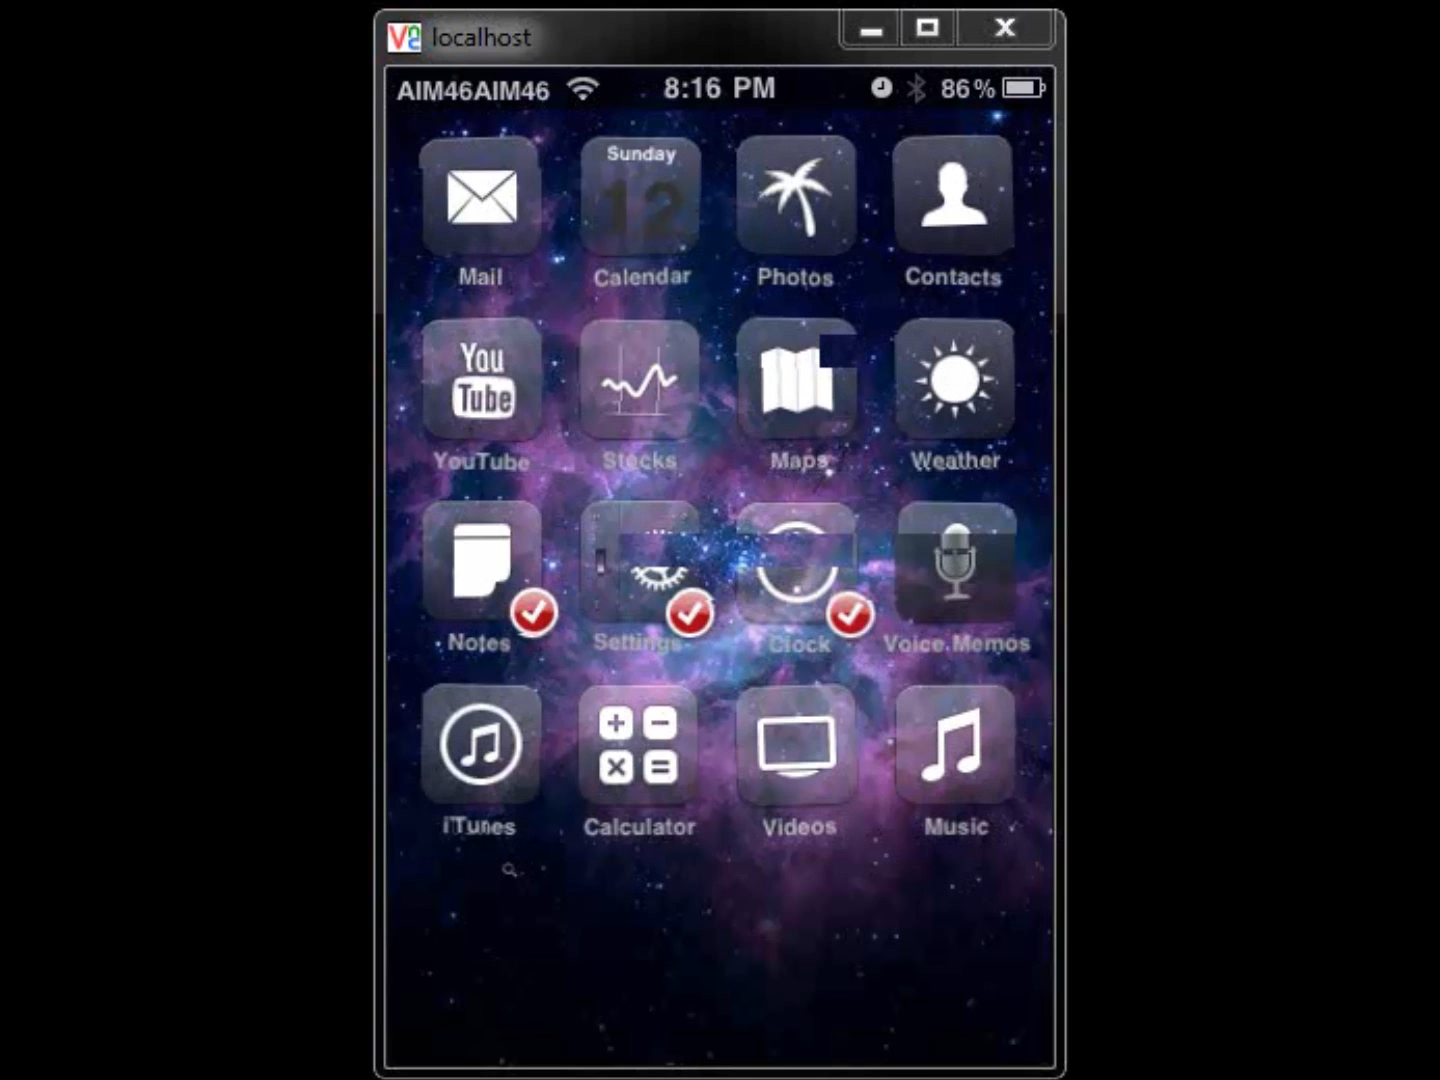 localhost
AIM46AIM46 8:16 PM 86%
Sunday
12
Mail Calendar Photos Contacts
You
Tube
YouTube Stocks Maps Weather
Notes Settings Clock Voice Memos
iTunes Calculator Videos Music